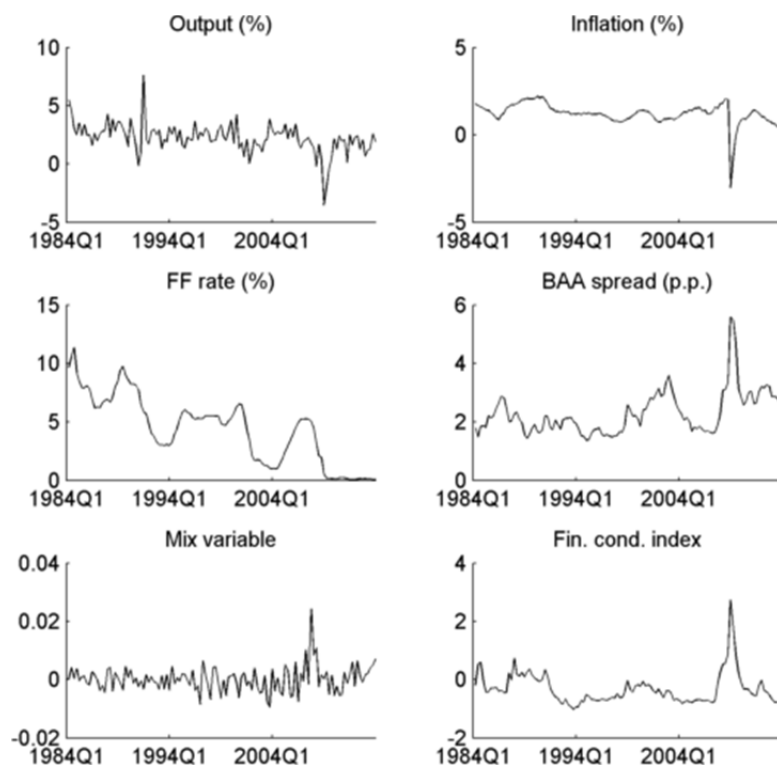 Output (%)
10
5
0
-5
1984Q1 1994Q1 2004Q1
Inflation (%)
5
0
-5
1984Q1 1994Q1 2004Q1
FF rate (%)
15
10
5
0
1984Q1 1994Q1 2004Q1
BAA spread (p.p.)
6
4
2
0
1984Q1 1994Q1 2004Q1
Mix variable
0.04
0.02
0
-0.02
1984Q1 1994Q1 2004Q1
Fin. cond. index
4
2
0
-2
1984Q1 1994Q1 2004Q1